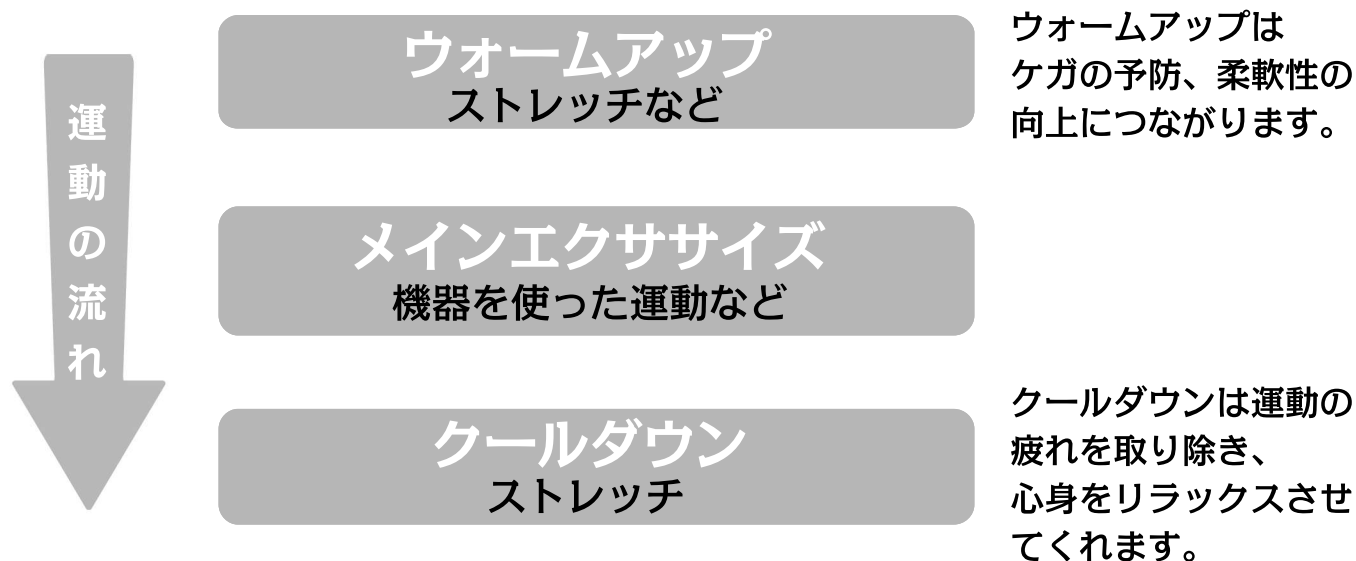 運動の流れ
ウォームアップ
ストレッチなど
ウォームアップは
ケガの予防、柔軟性の
向上につながります。
メインエクササイズ
機器を使った運動など
クールダウン
ストレッチ
クールダウンは運動の
疲れを取り除き、
心身をリラックスさせ
てくれます。